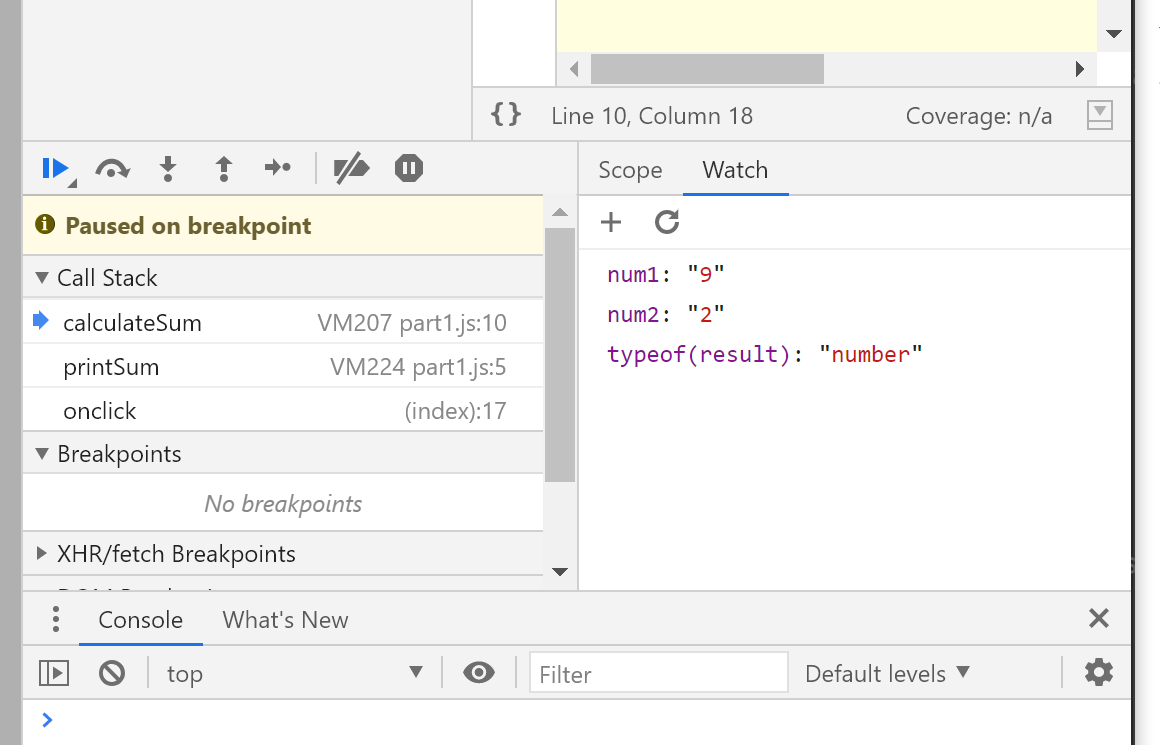 {} Line 10, Column 18 Coverage: n/a
Scope Watch
Paused on breakpoint
Call Stack
calculateSum VM207 part1.js:10
printSum VM224 part1.js:5
onclick (index):17
Breakpoints
No breakpoints
XHR/fetch Breakpoints
num1: "9"
num2: "2"
typeof(result): "number"
Console What's New
top Filter Default levels